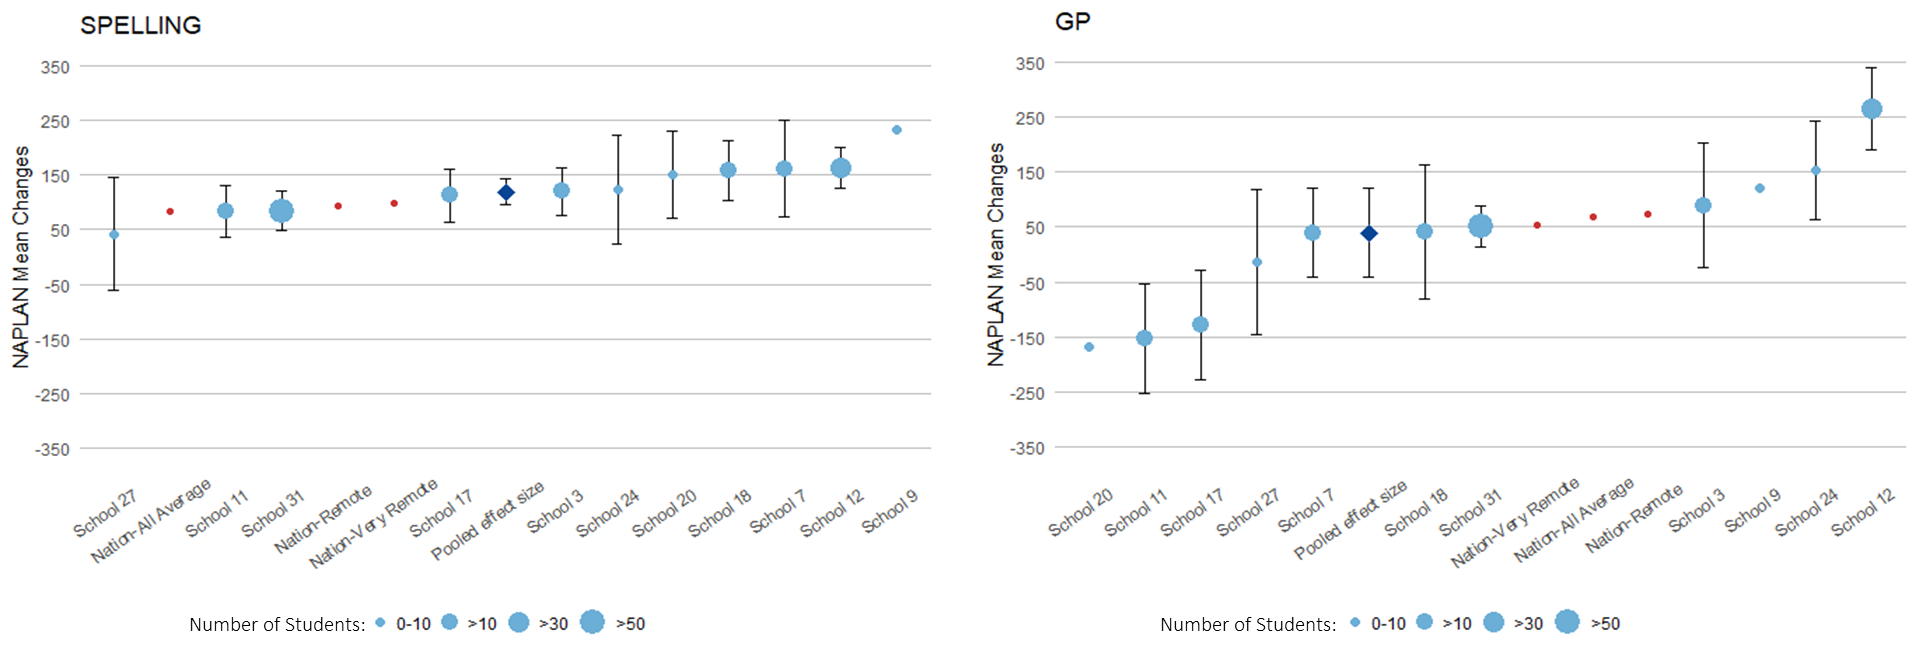 SPELLING
NAPLAN Mean Changes
350
250
150
50
-50
-150
-250
-350
School 27
Nation-All Average
School 11
School 31
Nation-Remote
Nation-Very Remote
School 17
Pooled effect size
School 3
School 24
School 20
School 18
School 7
School 12
School 9
Number of Students: 0-10 >10 >30 >50
GP
NAPLAN Mean Changes
350
250
150
50
-50
-150
-250
-350
School 20
School 11
School 17
School 27
School 7
Pooled effect size
School 18
School 31
Nation-Very Remote
Nation-All Average
Nation-Remote
School 3
School 9
School 24
School 12
Number of Students: 0-10 >10 >30 >50